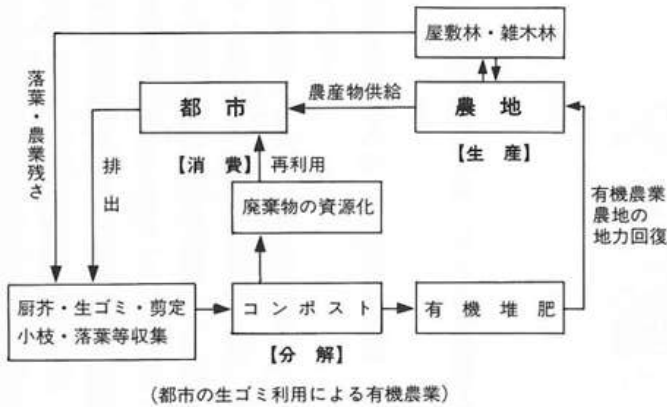 屋敷林・雑木林
落葉・農業残さ
都市
農産物供給
農地
【消 費】
再利用
【生 産】
排出
廃棄物の資源化
有機農業
農地の
地力回復
厨芥・生ゴミ・剪定
小枝・落葉等収集
コンポスト
有機堆肥
【分 解】
(都市の生ゴミ利用による有機農業)